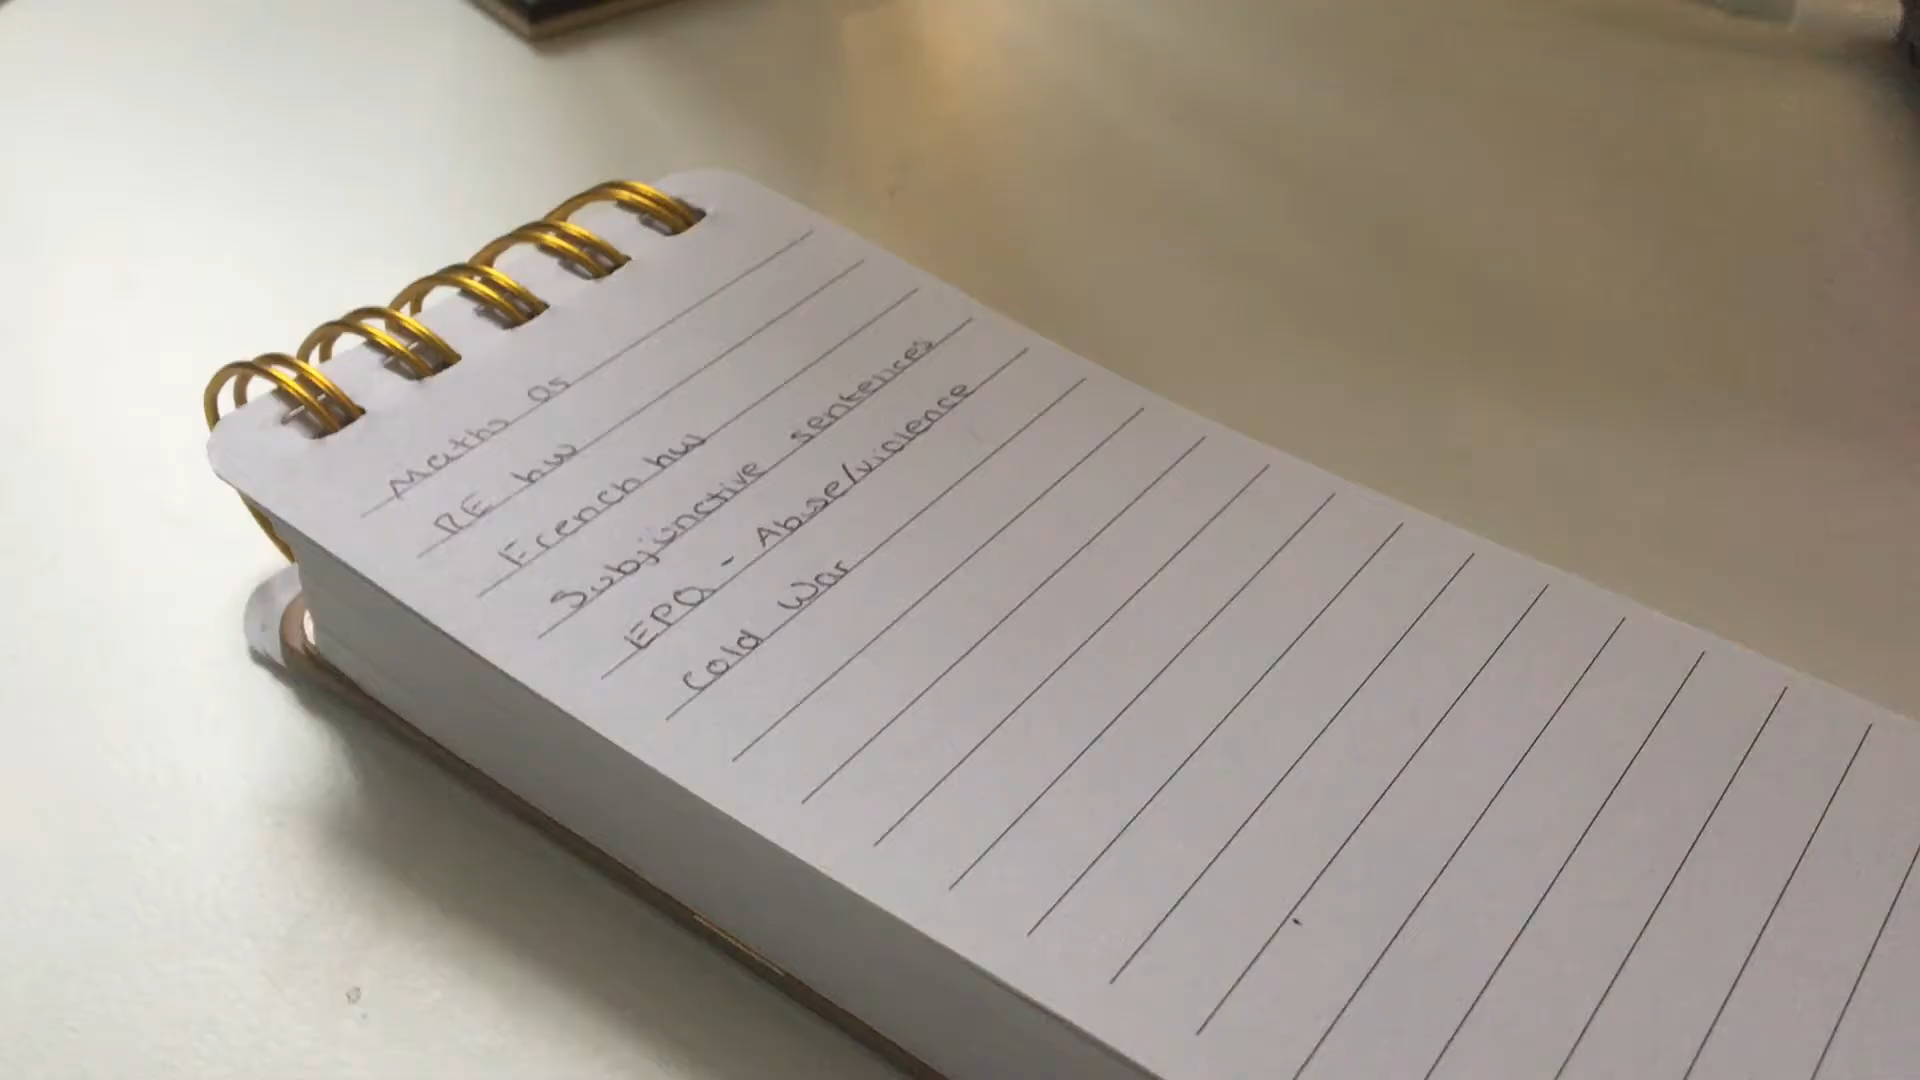 Maths Qs
RE hw
French hw
Subjunctive sentences
EPQ - Abuse/violence
Cold War